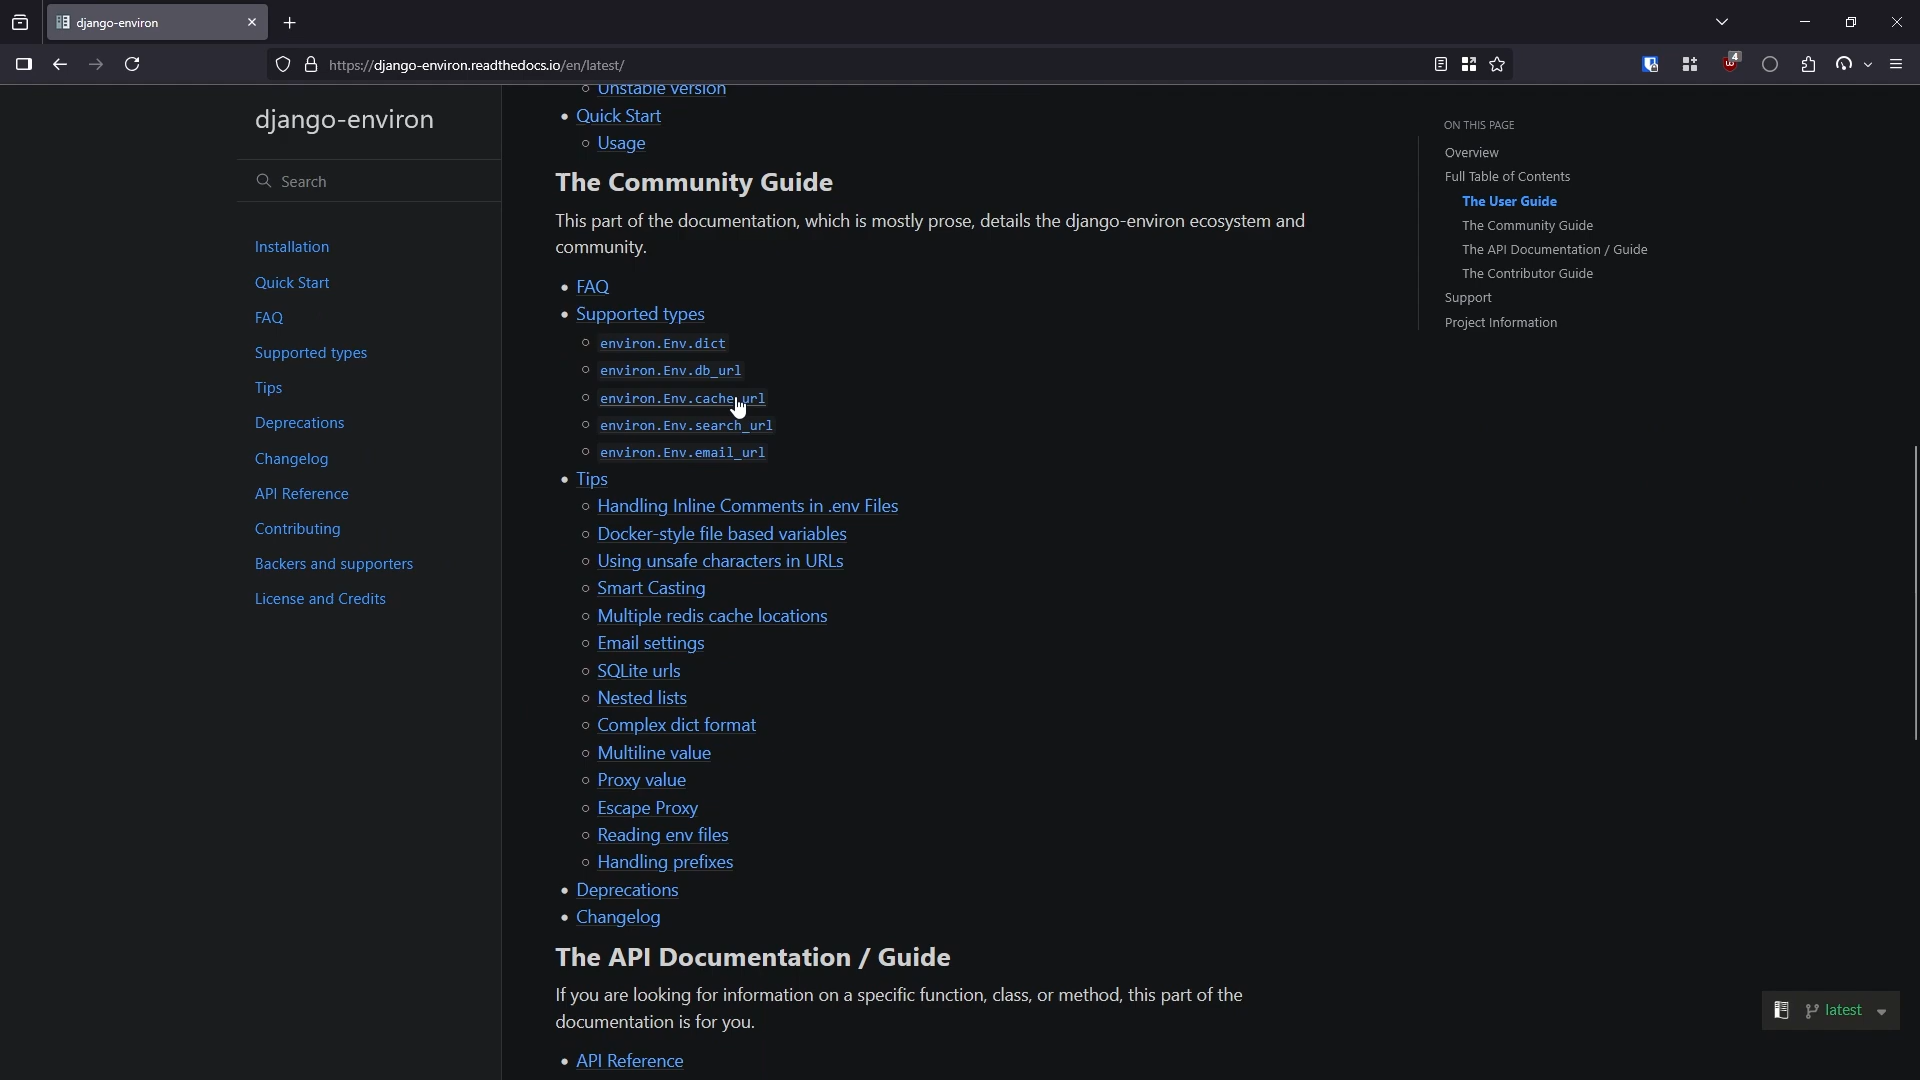 django-environ
https://django-environ.readthedocs.io/en/latest/
4
django-environ
Search
Installation
Quick Start
FAQ
Supported types
Tips
Deprecations
Changelog
API Reference
Contributing
Backers and supporters
License and Credits
Unstable version
Quick Start
Usage
The Community Guide
This part of the documentation, which is mostly prose, details the django-environ ecosystem and
community.
FAQ
Supported types
environ.Env.dict
environ.Env.db_url
environ.Env.cache_url
environ.Env.search_url
environ.Env.email_url
Tips
Handling Inline Comments in .env Files
Docker-style file based variables
Using unsafe characters in URLs
Smart Casting
Multiple redis cache locations
Email settings
SQLite urls
Nested lists
Complex dict format
Multiline value
Proxy value
Escape Proxy
Reading env files
Handling prefixes
Deprecations
Changelog
The API Documentation / Guide
If you are looking for information on a specific function, class, or method, this part of the
documentation is for you.
API Reference
ON THIS PAGE
Overview
Full Table of Contents
The User Guide
The Community Guide
The API Documentation / Guide
The Contributor Guide
Support
Project Information
latest